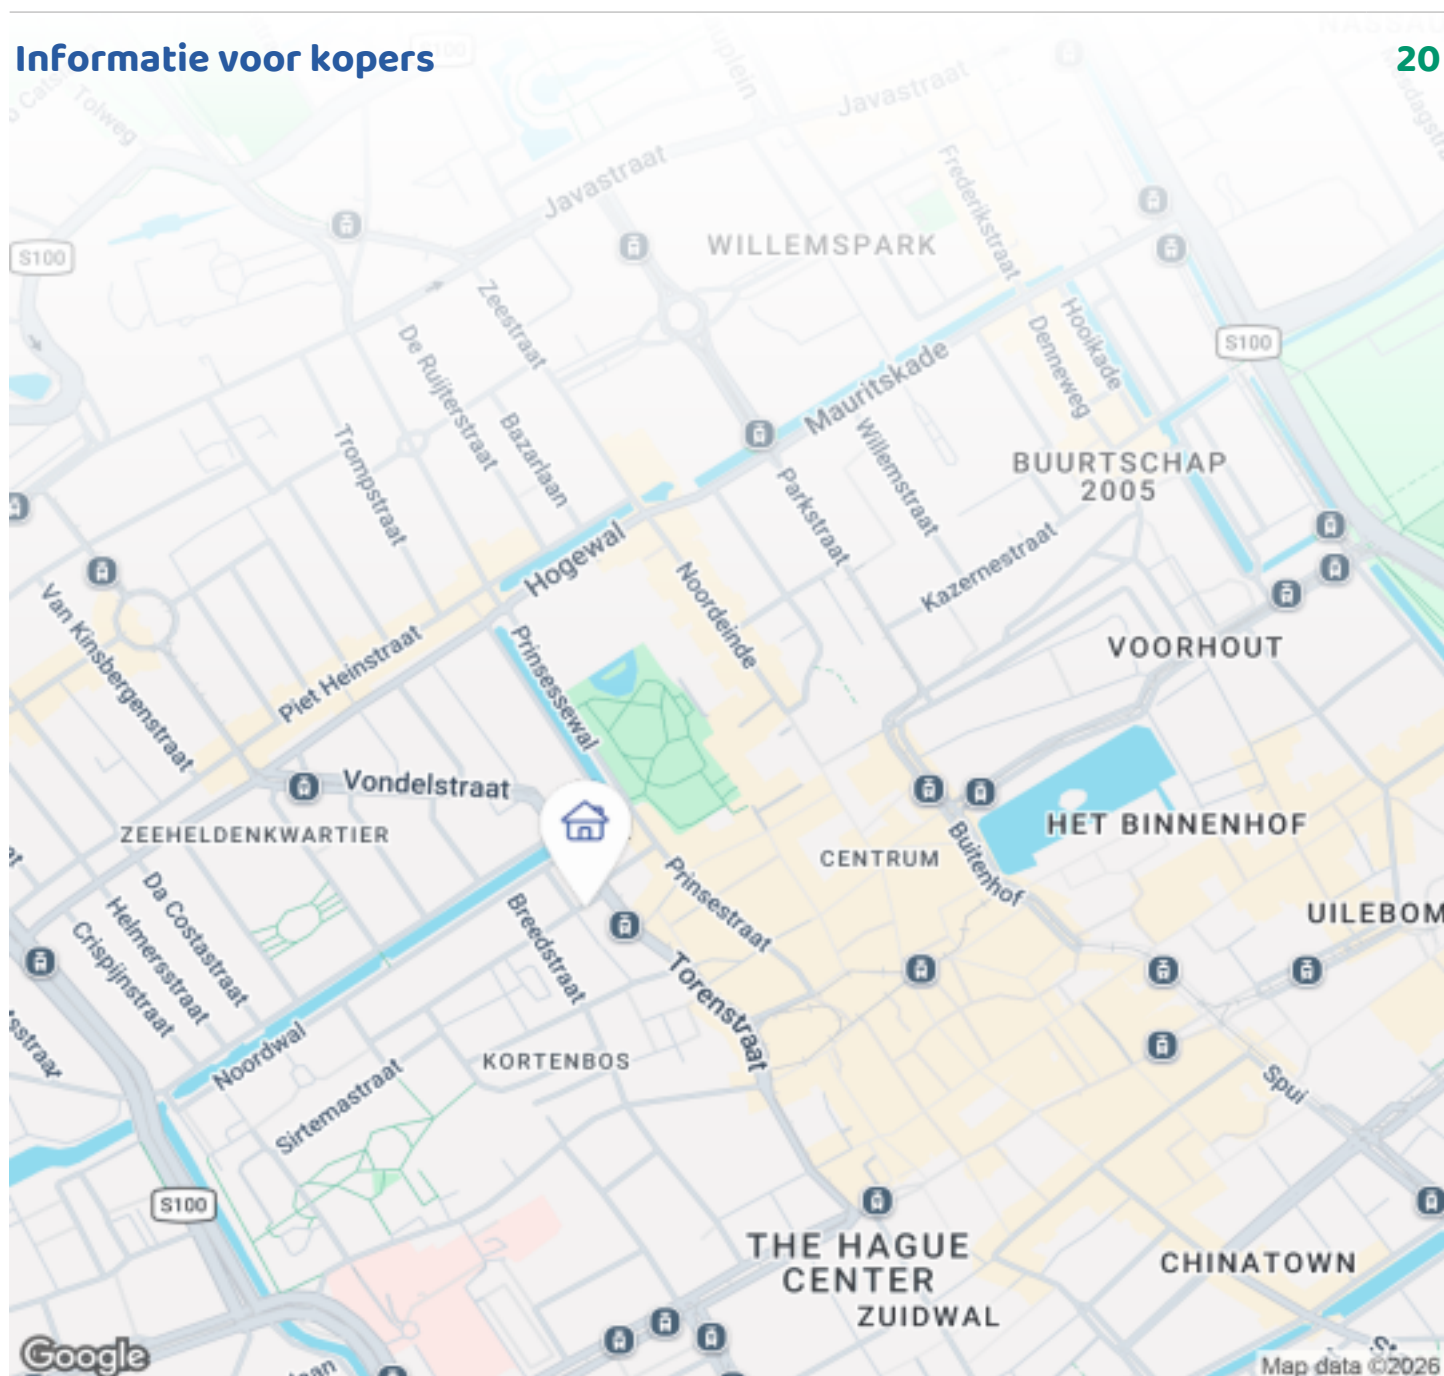 Informatie voor kopers
20
Tolweg
Javastraat
Javastraat
Frederikstraat
S100
WILLEMSPARK
Zeestraat
De Ruijterstraat
Hooikade
Denneweg
S100
Mauritskade
Bazarlaan
Trompstraat
Willemstraat
Parkstraat
BUURTSCHAP
2005
Hogewal
Kazernestraat
Noordeinde
Van Kinsbergenstraat
Piet Heinstraat
Prinsessewal
VOORHOUT
Vondelstraat
ZEEHELDENKWARTIER
HET BINNENHOF
CENTRUM
Buitenhof
Prinsestraat
Da Costastraat
Helmersstraat
Crispijnstraat
Breedstraat
UILEBOM
Torenstraat
Noordwal
KORTENBOS
Sirtemastraat
Spui
S100
THE HAGUE
CENTER
CHINATOWN
ZUIDWAL
Google
Map data ©2026